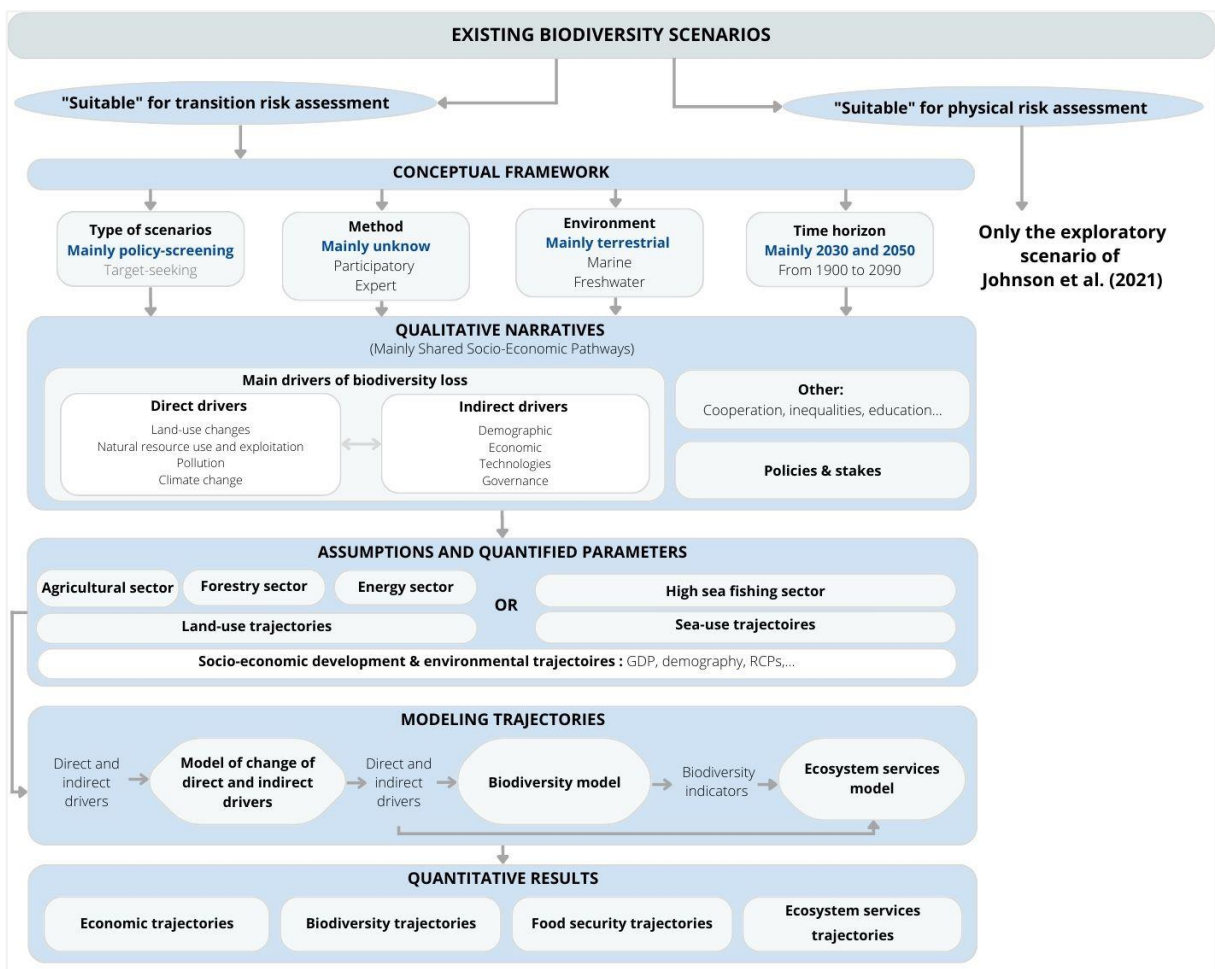 EXISTING BIODIVERSITY SCENARIOS
"Suitable" for transition risk assessment
"Suitable" for physical risk assessment
CONCEPTUAL FRAMEWORK
Type of scenarios
Mainly policy-screening
Target-seeking
Method
Mainly unknow
Participatory
Expert
Environment
Mainly terrestrial
Marine
Freshwater
Time horizon
Mainly 2030 and 2050
From 1900 to 2090
Only the exploratory
scenario of
Johnson et al. (2021)
QUALITATIVE NARRATIVES
(Mainly Shared Socio-Economic Pathways)
Main drivers of biodiversity loss
Direct drivers
Land-use changes
Natural resource use and exploitation
Pollution
Climate change
Indirect drivers
Demographic
Economic
Technologies
Governance
Other:
Cooperation, inequalities, education...
Policies & stakes
ASSUMPTIONS AND QUANTIFIED PARAMETERS
Agricultural sector
Forestry sector
Energy sector
Land-use trajectories
OR
High sea fishing sector
Sea-use trajectoires
Socio-economic development & environmental trajectoires : GDP, demography, RCPs,...
MODELING TRAJECTORIES
Direct and
indirect
drivers
Model of change of
direct and indirect
drivers
Direct and
indirect
drivers
Biodiversity model
Biodiversity
indicators
Ecosystem services
model
QUANTITATIVE RESULTS
Economic trajectories
Biodiversity trajectories
Food security trajectories
Ecosystem services
trajectories